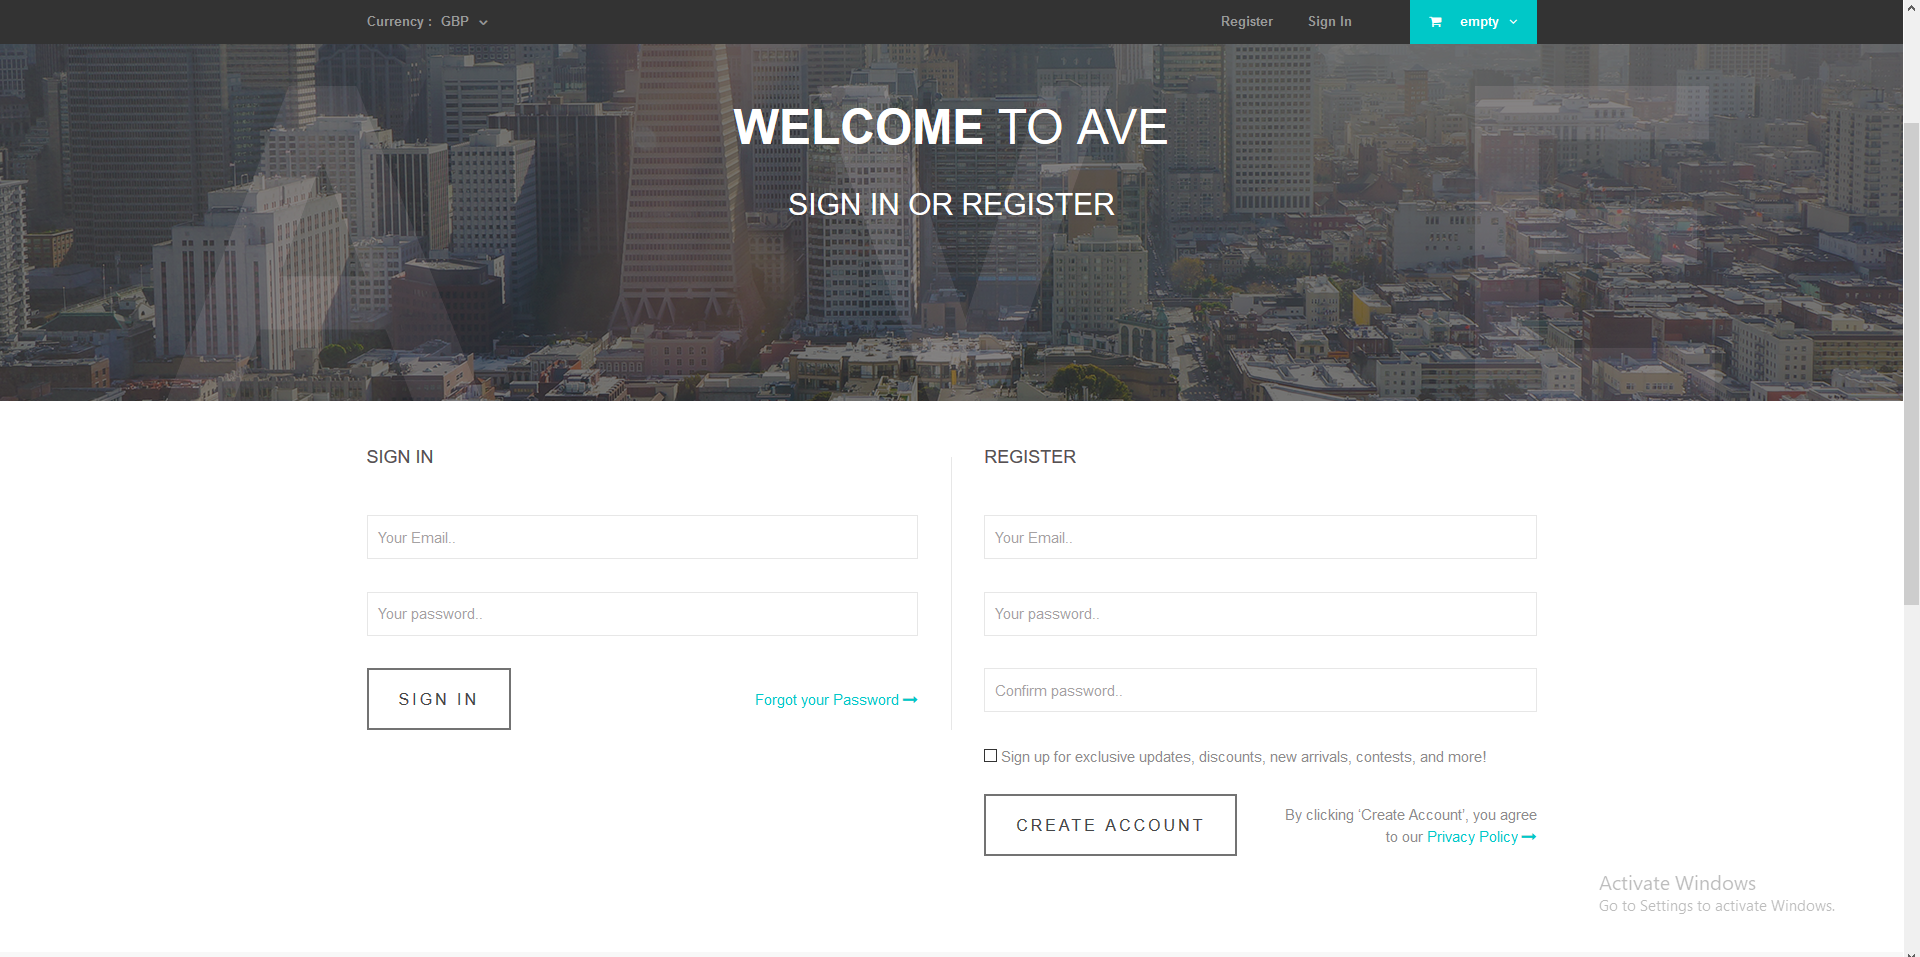 Currency : GBP
Register
Sign In
empty
WELCOME TO AVE
SIGN IN OR REGISTER
SIGN IN
Your Email..
Your password..
SIGN IN
Forgot your Password
REGISTER
Your Email..
Your password..
Confirm password..
Sign up for exclusive updates, discounts, new arrivals, contests, and more!
CREATE ACCOUNT
By clicking ‘Create Account’, you agree
to our Privacy Policy
Activate Windows
Go to Settings to activate Windows.